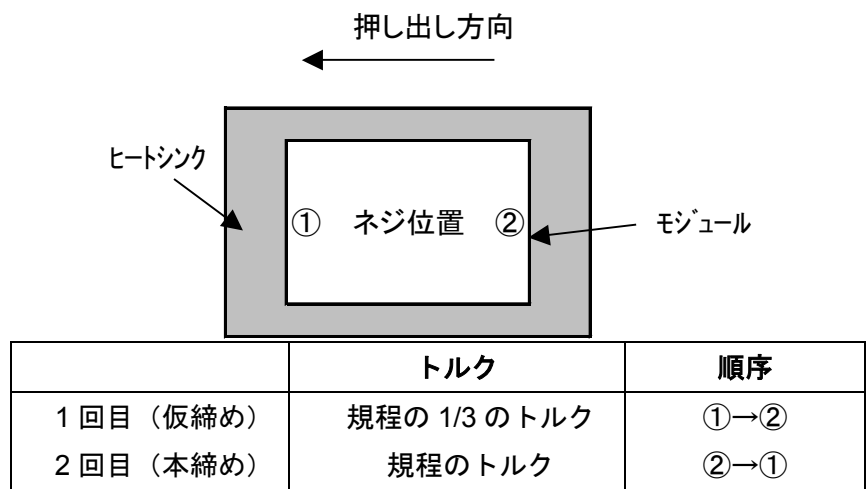 押し出し方向
ﾋｰﾄｼﾝｸ
① ネジ位置 ②
ﾓｼﾞｭｰﾙ
トルク 順序
1 回目（仮締め） 規程の 1/3 のトルク ①→②
2 回目（本締め） 規程のトルク ②→①